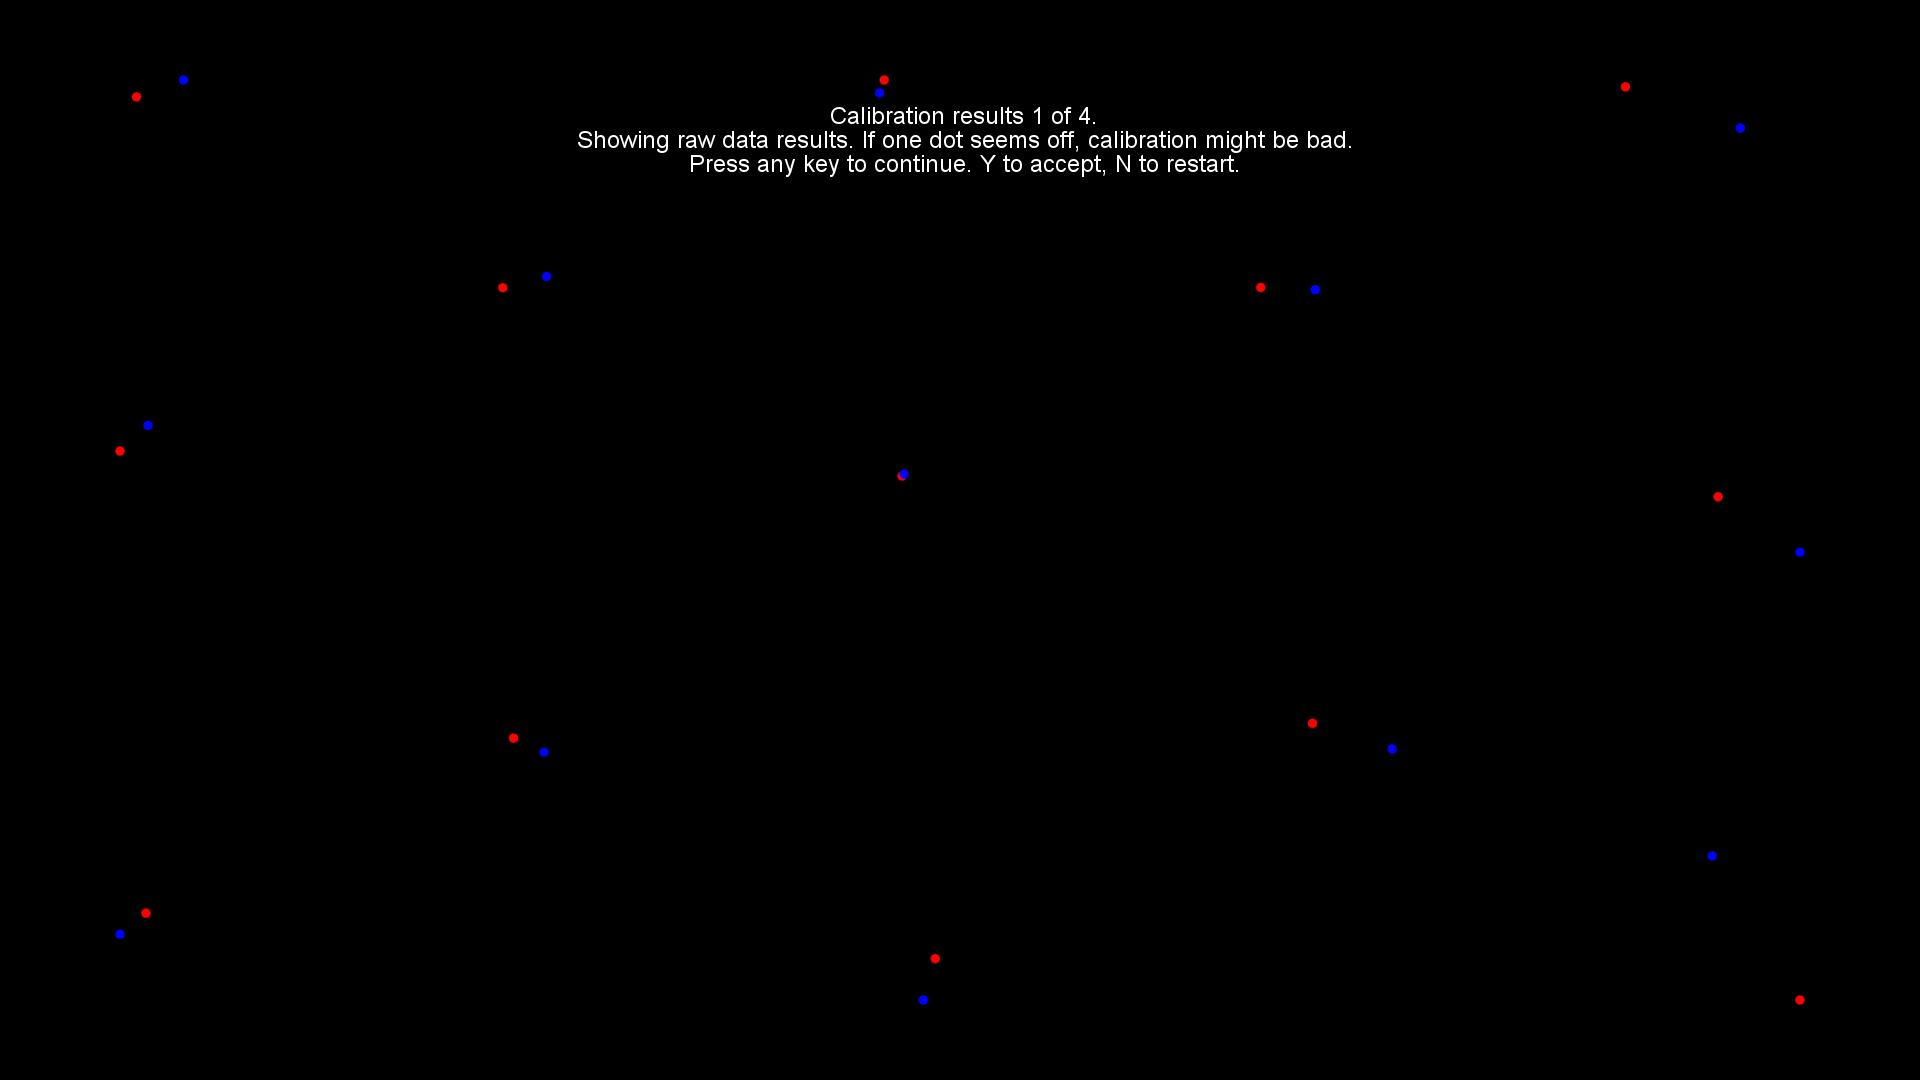 Calibration results 1 of 4.
Showing raw data results. If one dot seems off, calibration might be bad.
Press any key to continue. Y to accept, N to restart.